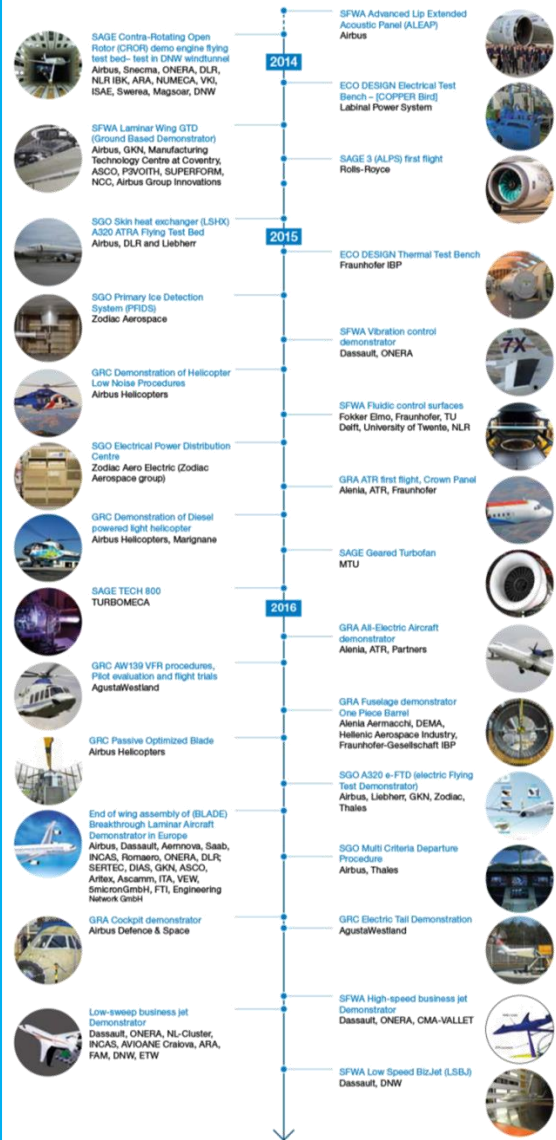 SFWA Advanced Lip Extended
Acoustic Panel (ALEAP)
Airbus
SAGE Contra-Rotating Open
Rotor (CROR) demo engine flying
test bed– test in DNW windtunnel
Airbus, Snecma, ONERA, DLR,
NLR IBK, ARA, NUMECA, VKI,
ISAE, Swerea, Magsoar, DNW
2014
ECO DESIGN Electrical Test
Bench – [COPPER Bird]
Labinal Power System
SFWA Laminar Wing GTD
(Ground Based Demonstrator)
Airbus, GKN, Manufacturing
Technology Centre at Coventry,
ASCO, P3VOITH, SUPERFORM,
NCC, Airbus Group Innovations
SAGE 3 (ALPS) first flight
Rolls-Royce
SGO Skin heat exchanger (LSHX)
A320 ATRA Flying Test Bed
Airbus, DLR and Liebherr
2015
ECO DESIGN Thermal Test Bench
Fraunhofer IBP
SGO Primary Ice Detection
System (PFIDS)
Zodiac Aerospace
SFWA Vibration control
demonstrator
Dassault, ONERA
7X
GRC Demonstration of Helicopter
Low Noise Procedures
Airbus Helicopters
SFWA Fluidic control surfaces
Fokker Elmo, Fraunhofer, TU
Delft, University of Twente, NLR
SGO Electrical Power Distribution
Centre
Zodiac Aero Electric (Zodiac
Aerospace group)
GRA ATR first flight, Crown Panel
Alenia, ATR, Fraunhofer
GRC Demonstration of Diesel
powered light helicopter
Airbus Helicopters, Marignane
SAGE Geared Turbofan
MTU
SAGE TECH 800
TURBOMECA
2016
GRA All-Electric Aircraft
demonstrator
Alenia, ATR, Partners
GRC AW139 VFR procedures,
Pilot evaluation and flight trials
AgustaWestland
GRA Fuselage demonstrator
One Piece Barrel
Alenia Aermacchi, DEMA,
Hellenic Aerospace Industry,
Fraunhofer-Gesellschaft IBP
GRC Passive Optimized Blade
Airbus Helicopters
SGO A320 e-FTD (electric Flying
Test Demonstrator)
Airbus, Liebherr, GKN, Zodiac,
Thales
End of wing assembly of (BLADE)
Breakthrough Laminar Aircraft
Demonstrator in Europe
Airbus, Dassault, Aernnova, Saab,
INCAS, Romaero, ONERA, DLR;
SERTEC, DIAS, GKN, ASCO,
Aritex, Ascamm, ITA, VEW,
5micronGmbH, FTI, Engineering
Network GmbH
SGO Multi Criteria Departure
Procedure
Airbus, Thales
GRA Cockpit demonstrator
Airbus Defence & Space
GRC Electric Tail Demonstration
AgustaWestland
SFWA High-speed business jet
Demonstrator
Dassault, ONERA, CMA-VALLET
Low-sweep business jet
Demonstrator
Dassault, ONERA, NL-Cluster,
INCAS, AVIOANE Craiova, ARA,
FAM, DNW, ETW
SFWA Low Speed BizJet (LSBJ)
Dassault, DNW